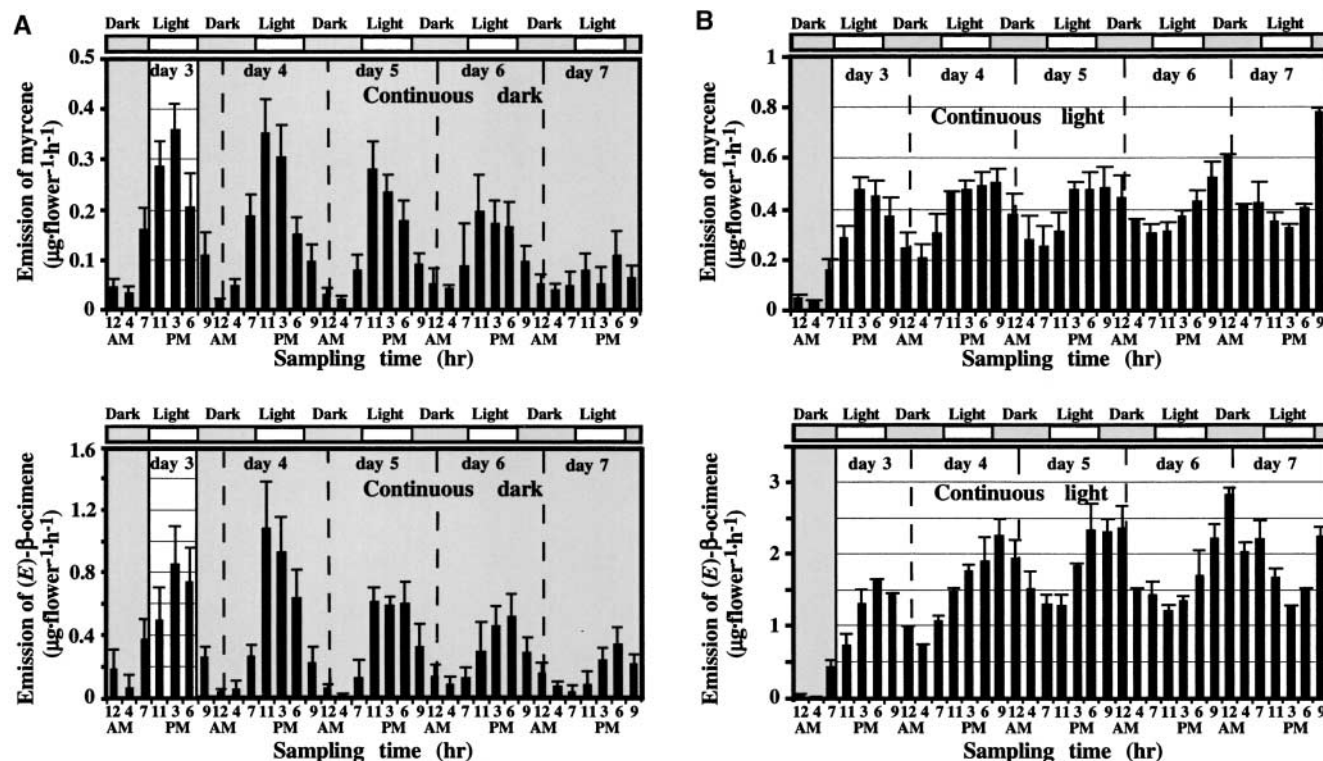 A
Dark Light Dark Light Dark Light Dark Light Dark Light
0.5
0.4
0.3
0.2
0.1
0
Emission of myrcene
(µg·flower⁻¹·h⁻¹)
day 3 day 4 day 5 day 6 day 7
Continuous dark
12 4 7 11 3 6 9 12 4 7 11 3 6 9 12 4 7 11 3 6 9 12 4 7 11 3 6 9 12 4 7 11 3 6 9
AM PM AM PM AM PM AM PM AM PM
Sampling time (hr)
B
Dark Light Dark Light Dark Light Dark Light Dark Light
1
0.8
0.6
0.4
0.2
0
Emission of myrcene
(µg·flower⁻¹·h⁻¹)
day 3 day 4 day 5 day 6 day 7
Continuous light
12 4 7 11 3 6 9 12 4 7 11 3 6 9 12 4 7 11 3 6 9 12 4 7 11 3 6 9 12 4 7 11 3 6 9
AM PM AM PM AM PM AM PM AM PM
Sampling time (hr)
Dark Light Dark Light Dark Light Dark Light Dark Light
1.6
1.2
0.8
0.4
0
Emission of (E)-β-ocimene
(µg·flower⁻¹·h⁻¹)
day 3 day 4 day 5 day 6 day 7
Continuous dark
12 4 7 11 3 6 9 12 4 7 11 3 6 9 12 4 7 11 3 6 9 12 4 7 11 3 6 9 12 4 7 11 3 6 9
AM PM AM PM AM PM AM PM AM PM
Sampling time (hr)
Dark Light Dark Light Dark Light Dark Light Dark Light
3
2
1
0
Emission of (E)-β-ocimene
(µg·flower⁻¹·h⁻¹)
day 3 day 4 day 5 day 6 day 7
Continuous light
12 4 7 11 3 6 9 12 4 7 11 3 6 9 12 4 7 11 3 6 9 12 4 7 11 3 6 9 12 4 7 11 3 6 9
AM PM AM PM AM PM AM PM AM PM
Sampling time (hr)